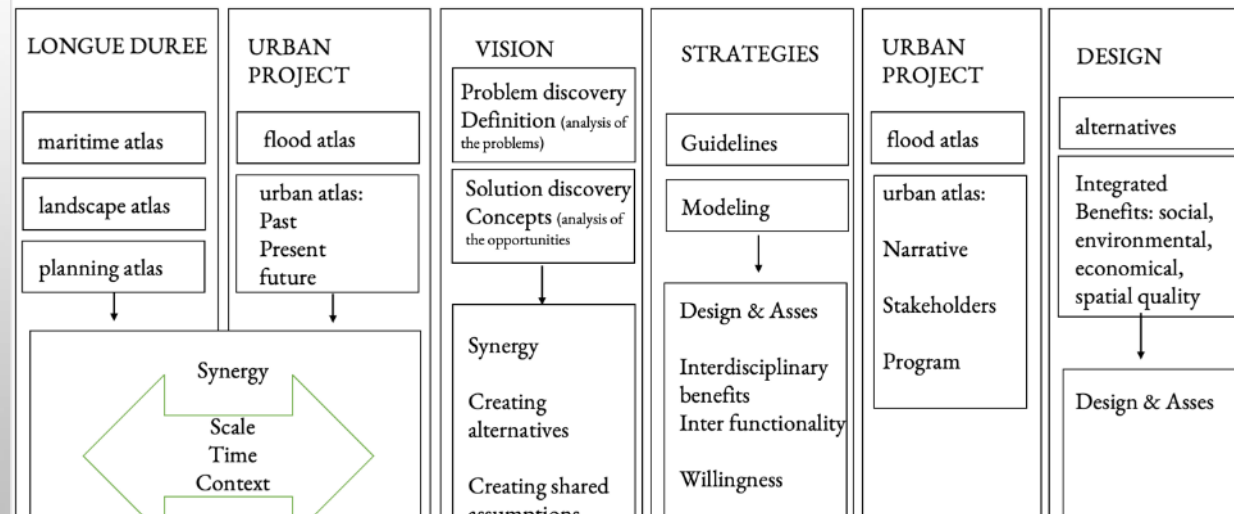 LONGUE DUREE
maritime atlas
landscape atlas
planning atlas
URBAN
PROJECT
flood atlas
urban atlas:
Past
Present
future
Synergy
Scale
Time
Context
VISION
Problem discovery
Definition (analysis of
the problems)
Solution discovery
Concepts (analysis of
the opportunities
Synergy
Creating
alternatives
Creating shared
assumptions
STRATEGIES
Guidelines
Modeling
Design & Asses
Interdisciplinary
benefits
Inter functionality
Willingness
URBAN
PROJECT
flood atlas
urban atlas:
Narrative
Stakeholders
Program
DESIGN
alternatives
Integrated
Benefits: social,
environmental,
economical,
spatial quality
Design & Asses